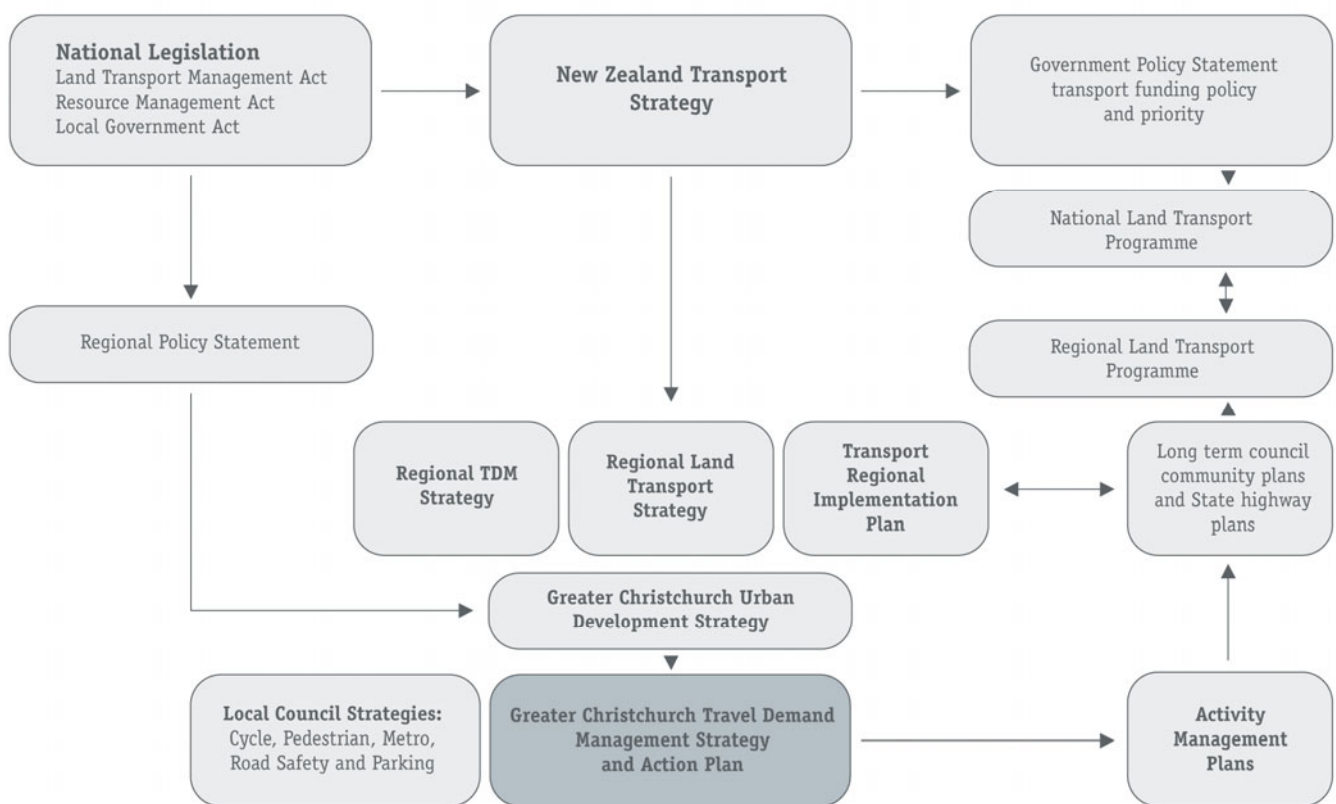 National Legislation
Land Transport Management Act
Resource Management Act
Local Government Act
New Zealand Transport
Strategy
Government Policy Statement
transport funding policy
and priority
National Land Transport
Programme
Regional Policy Statement
Regional Land Transport
Programme
Regional TDM
Strategy
Regional Land
Transport
Strategy
Transport
Regional
Implementation
Plan
Long term council
community plans
and State highway
plans
Greater Christchurch Urban
Development Strategy
Local Council Strategies:
Cycle, Pedestrian, Metro,
Road Safety and Parking
Greater Christchurch Travel Demand
Management Strategy
and Action Plan
Activity
Management
Plans